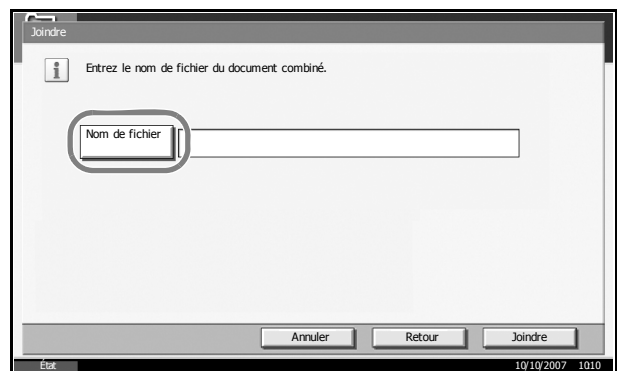 Joindre
Entrez le nom de fichier du document combiné.
Nom de fichier
Annuler Retour Joindre
État 10/10/2007 1010